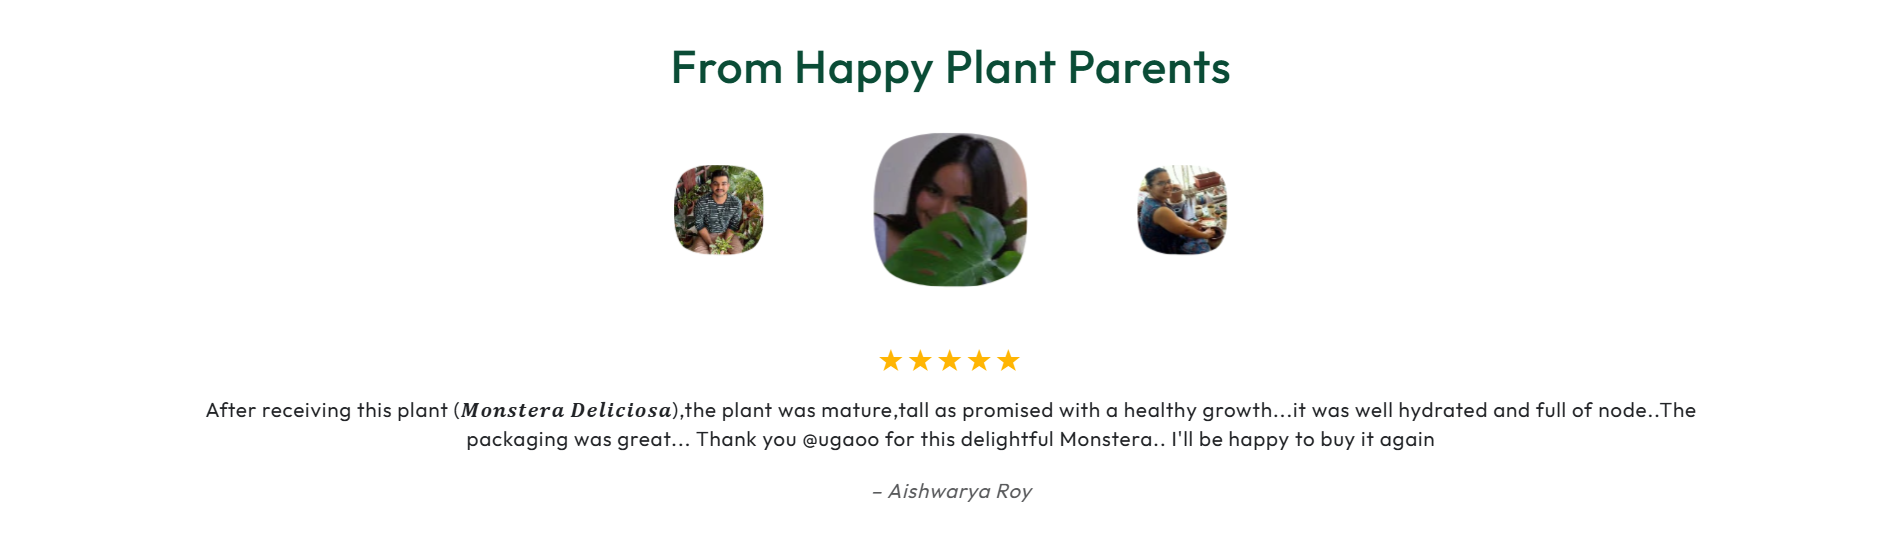 From Happy Plant Parents
★★★★★
After receiving this plant (Monstera Deliciosa),the plant was mature,tall as promised with a healthy growth...it was well hydrated and full of node..The
packaging was great... Thank you @ugaoo for this delightful Monstera.. I'll be happy to buy it again
– Aishwarya Roy